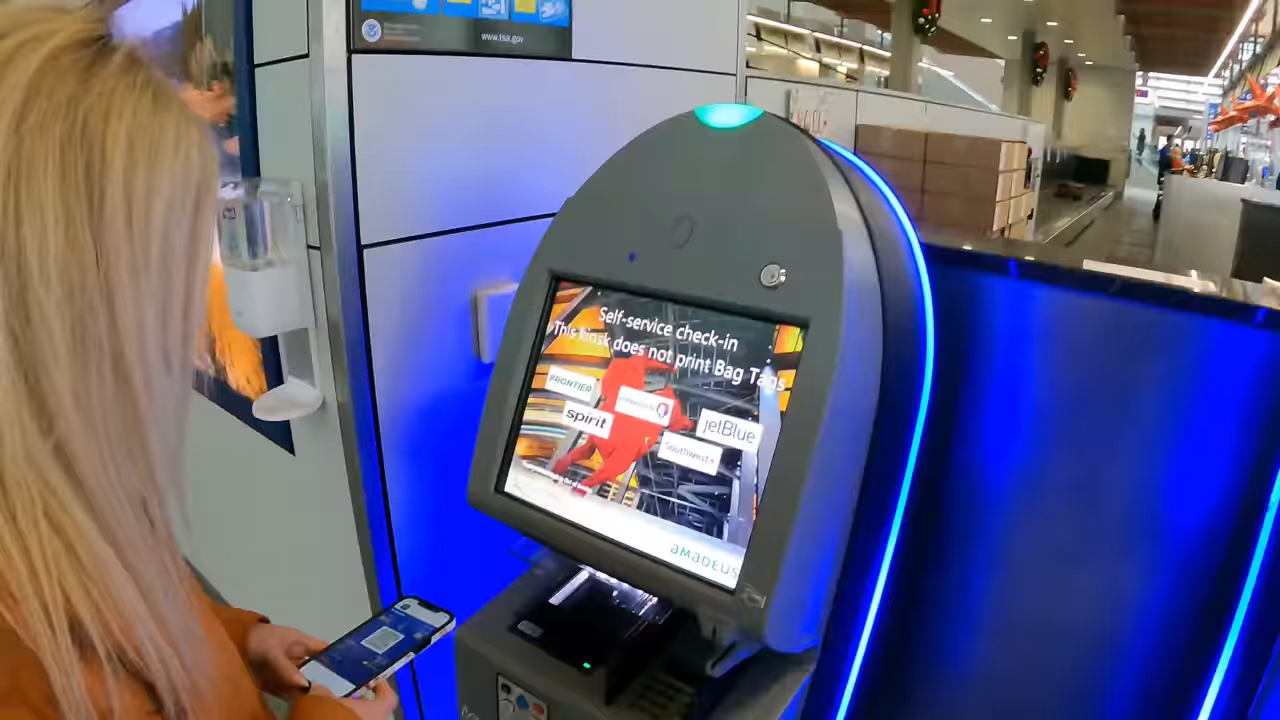 www.tsa.gov
Self-service check-in
This kiosk does not print Bag Tags
FRONTIER
spirit
jetBlue
Southwest
amadeus